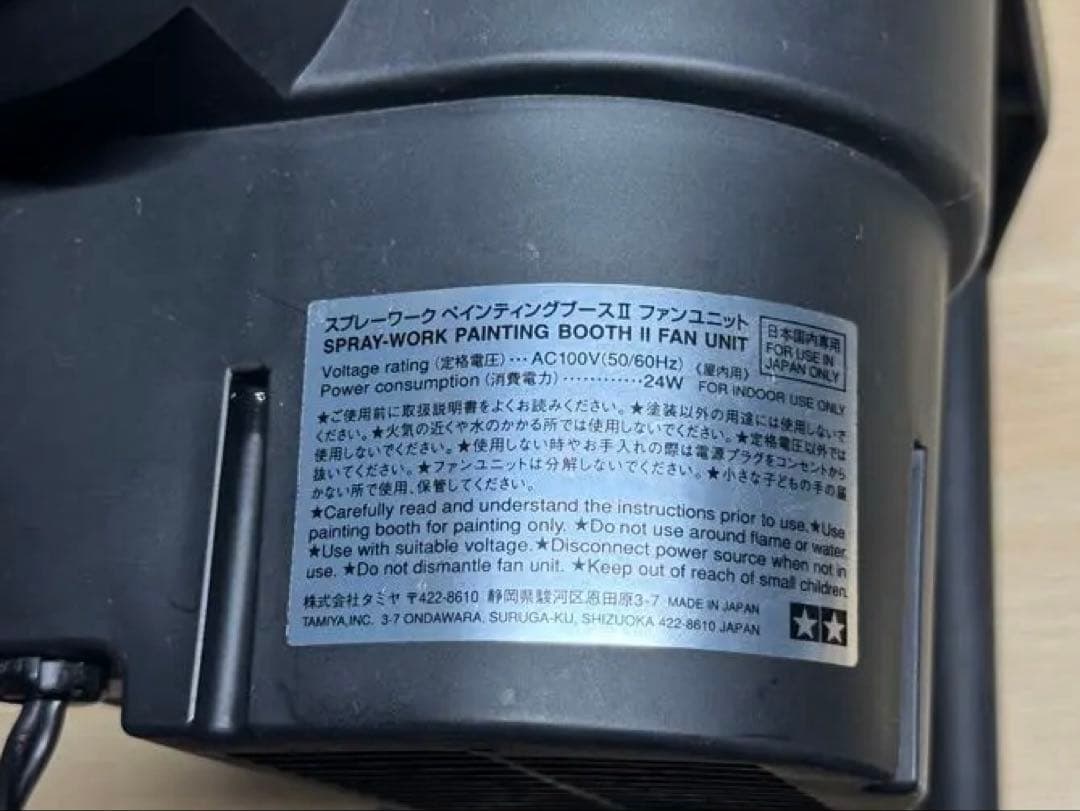 スプレーワーク ペインティングブースⅡ ファンユニット
SPRAY-WORK PAINTING BOOTH II FAN UNIT
日本国内専用
FOR USE IN
JAPAN ONLY
Voltage rating (定格電圧)… AC100V(50/60Hz) 《屋内用》
Power consumption (消費電力)…………24W FOR INDOOR USE ONLY
★ご使用前に取扱説明書をよくお読みください。★塗装以外の用途には使用しないで
ください。★火気の近くや水のかかる所では使用しないでください。★定格電圧以外では
使用しないでください。★使用しない時やお手入れの際は電源プラグをコンセントから
抜いてください。★ファンユニットは分解しないでください。★小さな子どもの手の届
かない所で使用、保管してください。
★Carefully read and understand the instructions prior to use.★Use
painting booth for painting only. ★Do not use around flame or water.
★Use with suitable voltage.★Disconnect power source when not in
use. ★Do not dismantle fan unit. ★Keep out of reach of small children.
株式会社タミヤ 〒422-8610 静岡県駿河区恩田原3-7 MADE IN JAPAN
TAMIYA,INC. 3-7 ONDAWARA, SURUGA-KU, SHIZUOKA 422-8610 JAPAN